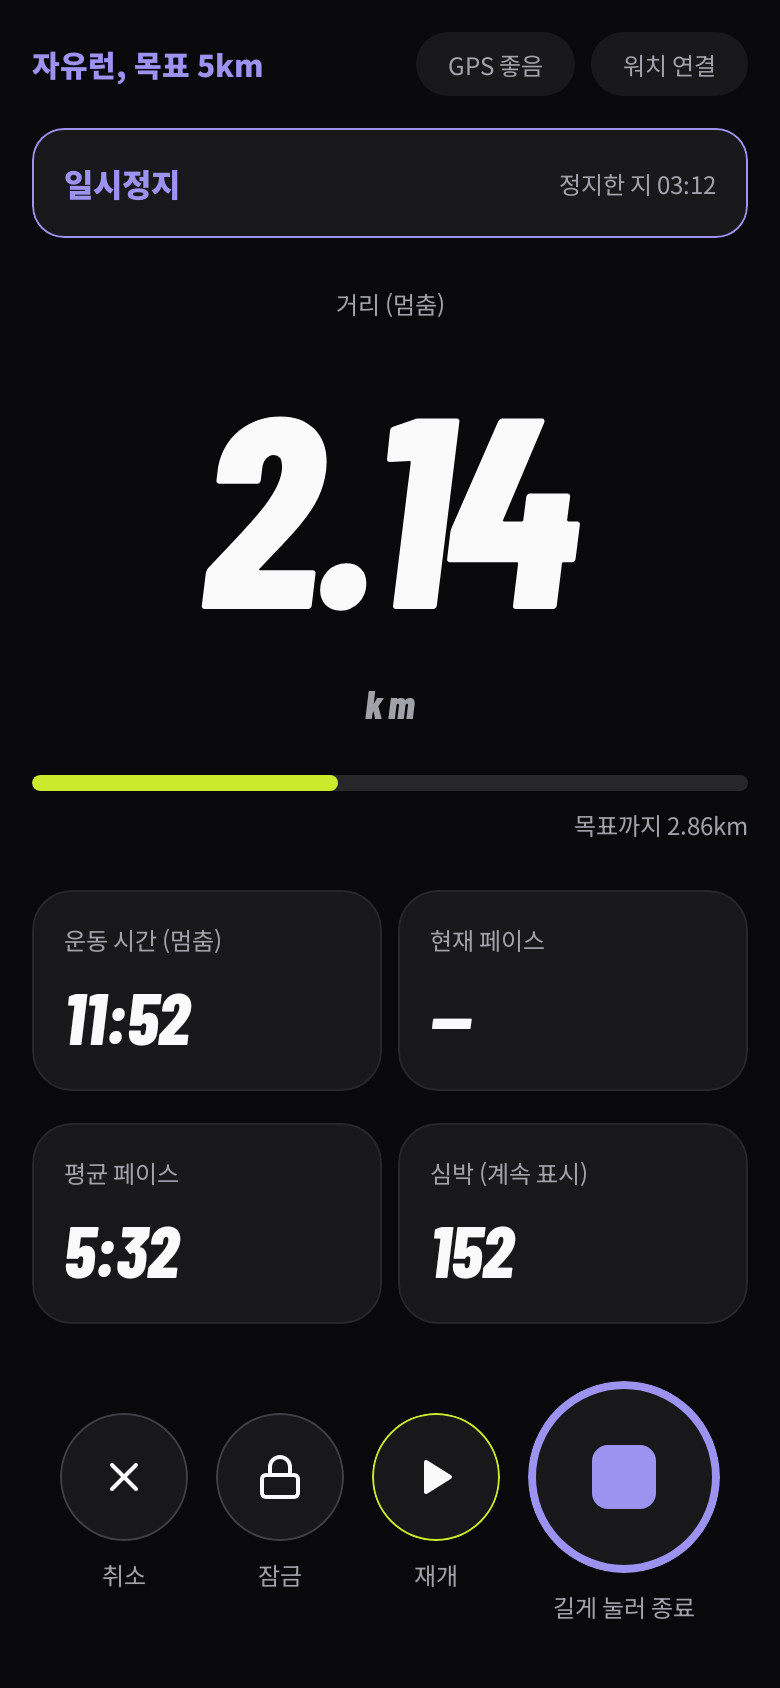 자유런, 목표 5km
GPS 좋음
워치 연결
일시정지
정지한 지 03:12
거리 (멈춤)
2.14
km
목표까지 2.86km
운동 시간 (멈춤)
현재 페이스
11:52
–
평균 페이스
심박 (계속 표시)
5:32
152
취소
잠금
재개
길게 눌러 종료